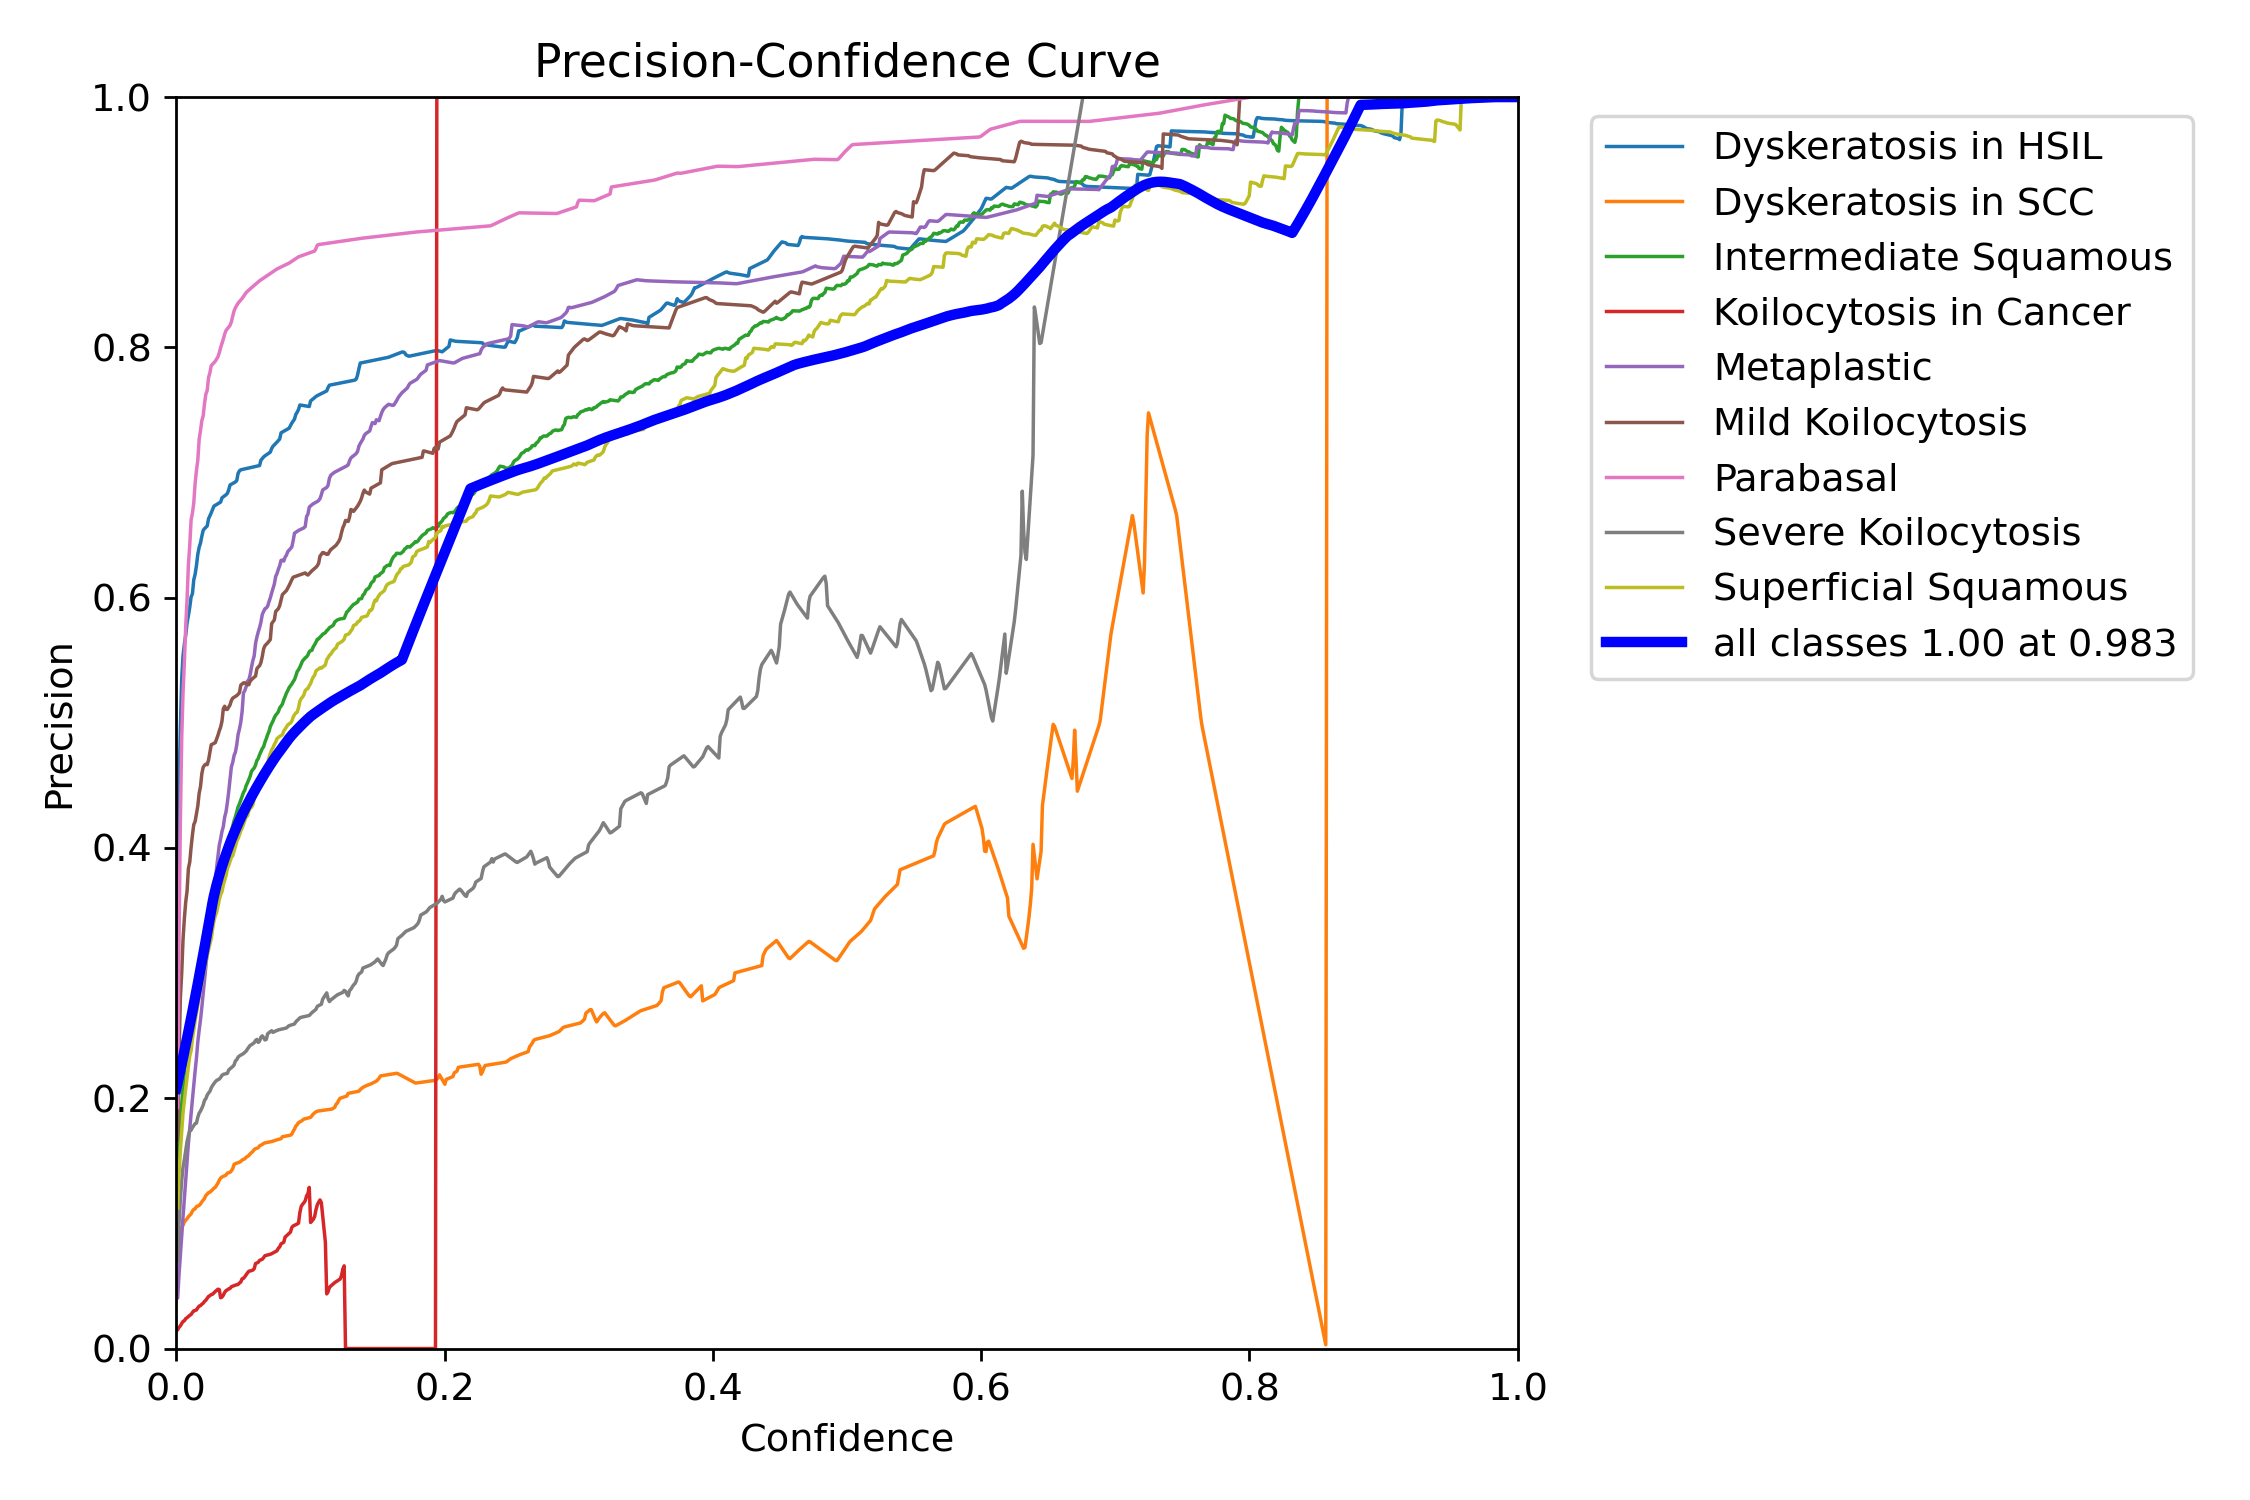 Precision-Confidence Curve
1.0
0.8
0.6
0.4
0.2
0.0
Precision
0.0 0.2 0.4 0.6 0.8 1.0
Confidence
Dyskeratosis in HSIL
Dyskeratosis in SCC
Intermediate Squamous
Koilocytosis in Cancer
Metaplastic
Mild Koilocytosis
Parabasal
Severe Koilocytosis
Superficial Squamous
all classes 1.00 at 0.983